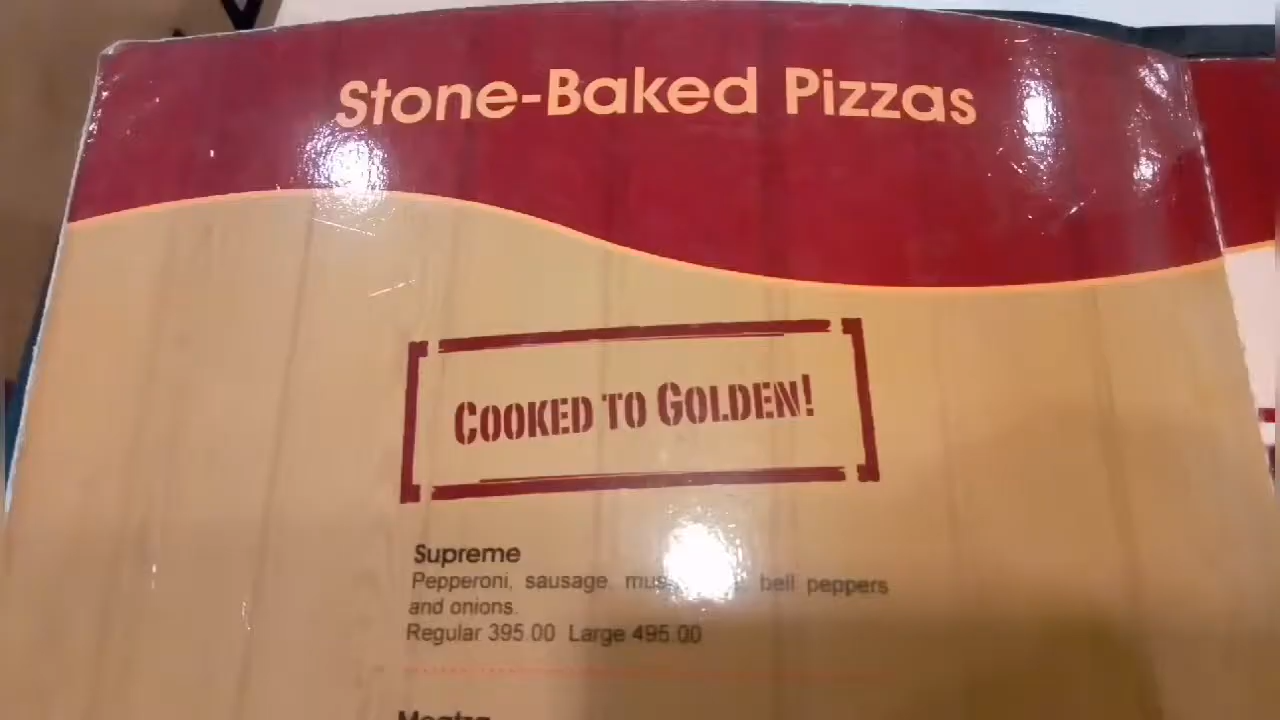 Stone-Baked Pizzas
COOKED TO GOLDEN!
Supreme
Pepperoni, sausage, bell peppers
and onions.
Regular 395.00 Large 495.00